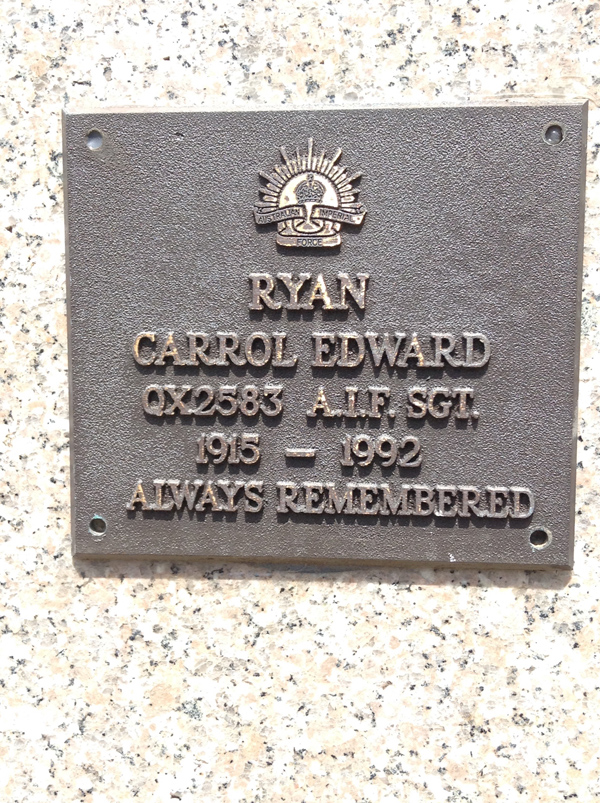 AUSTRALIAN IMPERIAL
FORCE
RYAN
CARROL EDWARD
QX2583 A.I.F. SGT.
1915 — 1992
ALWAYS REMEMBERED